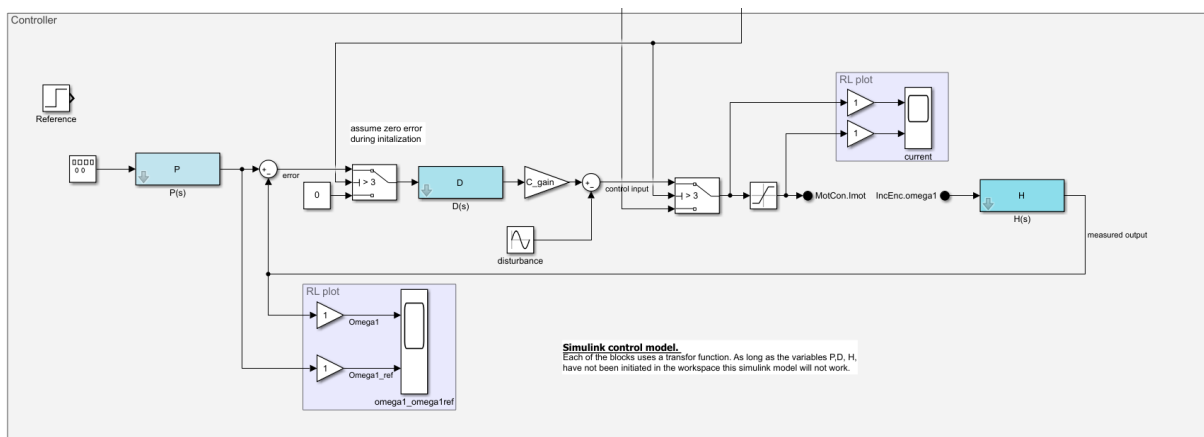 Controller
Reference
P
P(s)
+
-
error
assume zero error
during initalization
0
> 3
D
D(s)
C_gain
+
-
control input
disturbance
> 3
RL plot
1
1
current
MotCon.Imot
IncEnc.omega1
H
H(s)
measured output
RL plot
1
Omega1
1
Omega1_ref
omega1_omega1ref
Simulink control model.
Each of the blocks uses a transfor function. As long as the variables P,D, H,
have not been initiated in the workspace this simulink model will not work.